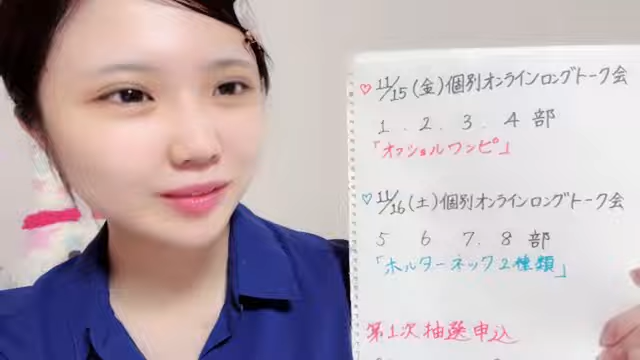 ♡ 11/15(金)個別オンラインロングトーク会
1.2.3.4部
「オフショルワンピ」
♡ 11/16(土)個別オンラインロングトーク会
5 6 7.8部
「ホルターネック2種類」
第1次抽選申込